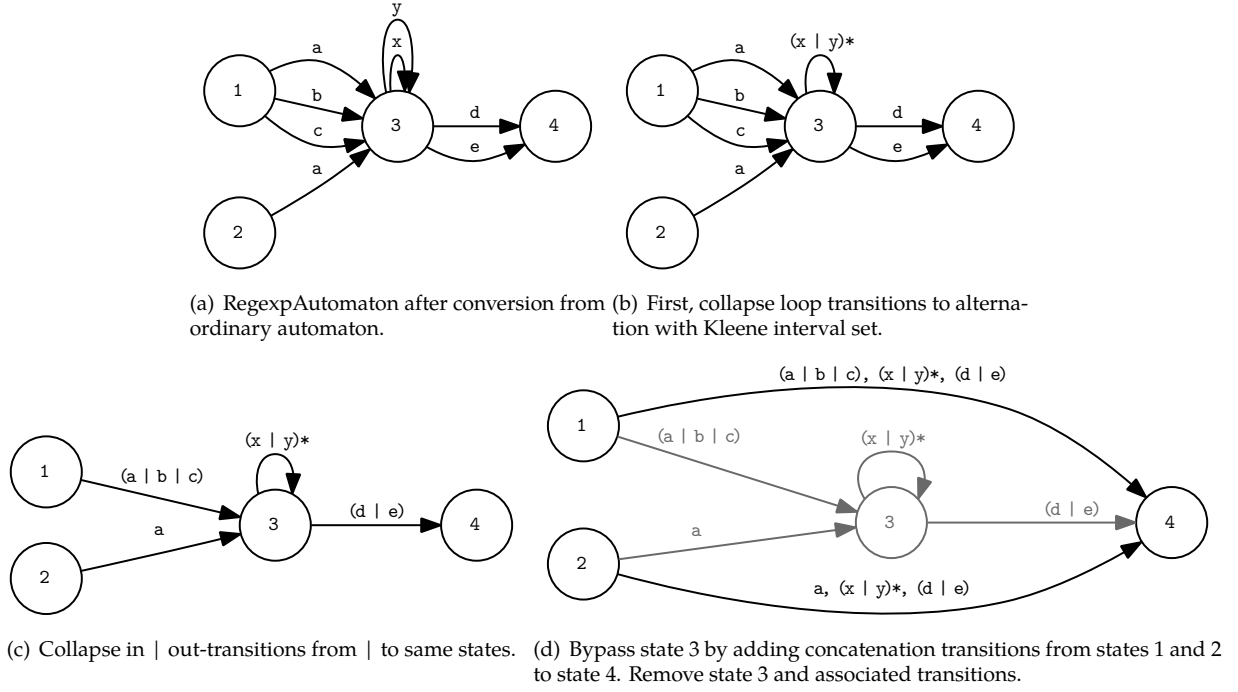 y
x
a
1
b
3
d
4
c
e
a
2
(x | y)*
a
1
b
3
d
4
c
e
a
2
(a) RegexpAutomaton after conversion from
ordinary automaton.
(b) First, collapse loop transitions to alterna-
tion with Kleene interval set.
(x | y)*
1
(a | b | c)
3
(d | e)
4
a
2
(c) Collapse in | out-transitions from | to same states.
(a | b | c), (x | y)*, (d | e)
1
(a | b | c)
(x | y)*
3
(d | e)
4
a
2
a, (x | y)*, (d | e)
(d) Bypass state 3 by adding concatenation transitions from states 1 and 2
to state 4. Remove state 3 and associated transitions.